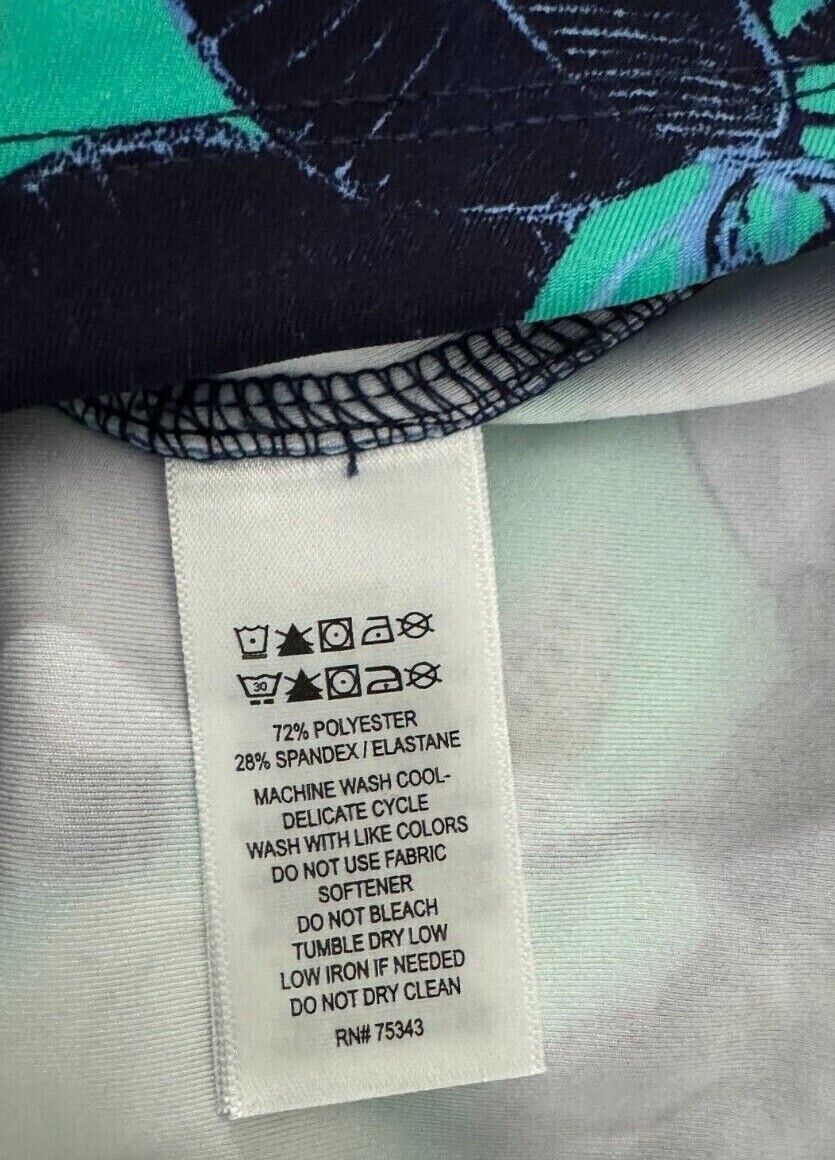 30
72% POLYESTER
28% SPANDEX / ELASTANE
MACHINE WASH COOL-
DELICATE CYCLE
WASH WITH LIKE COLORS
DO NOT USE FABRIC
SOFTENER
DO NOT BLEACH
TUMBLE DRY LOW
LOW IRON IF NEEDED
DO NOT DRY CLEAN
RN# 75343